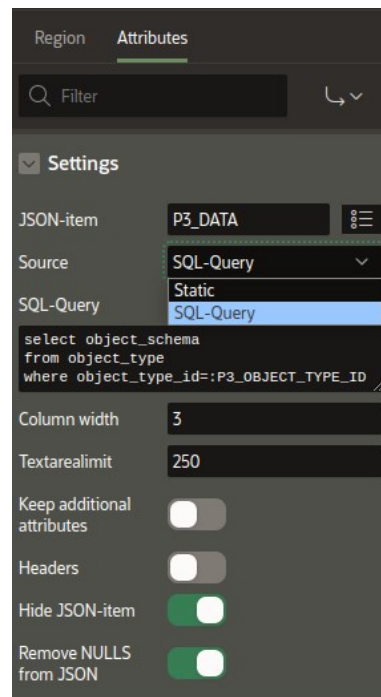 Region Attributes
Filter
Settings
JSON-item P3_DATA
Source SQL-Query
Static
SQL-Query SQL-Query
select object_schema
from object_type
where object_type_id=:P3_OBJECT_TYPE_ID
Column width 3
Textarealimit 250
Keep additional
attributes
Headers
Hide JSON-item
Remove NULLS
from JSON